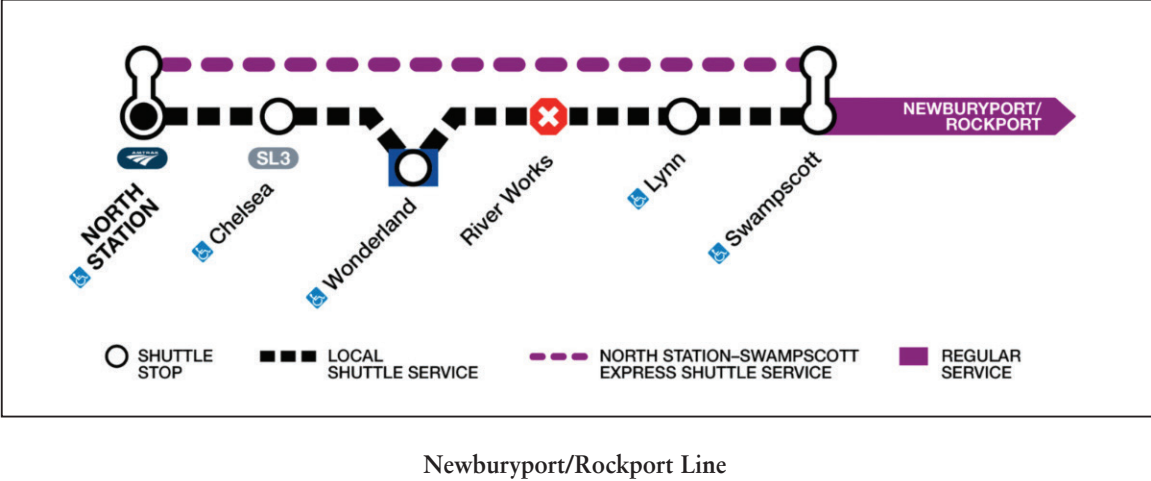 AMTRAK
SL3
NEWBURYPORT/
ROCKPORT
NORTH
STATION
Chelsea
Wonderland
River Works
Lynn
Swampscott
SHUTTLE
STOP
LOCAL
SHUTTLE SERVICE
NORTH STATION–SWAMPSCOTT
EXPRESS SHUTTLE SERVICE
REGULAR
SERVICE
Newburyport/Rockport Line